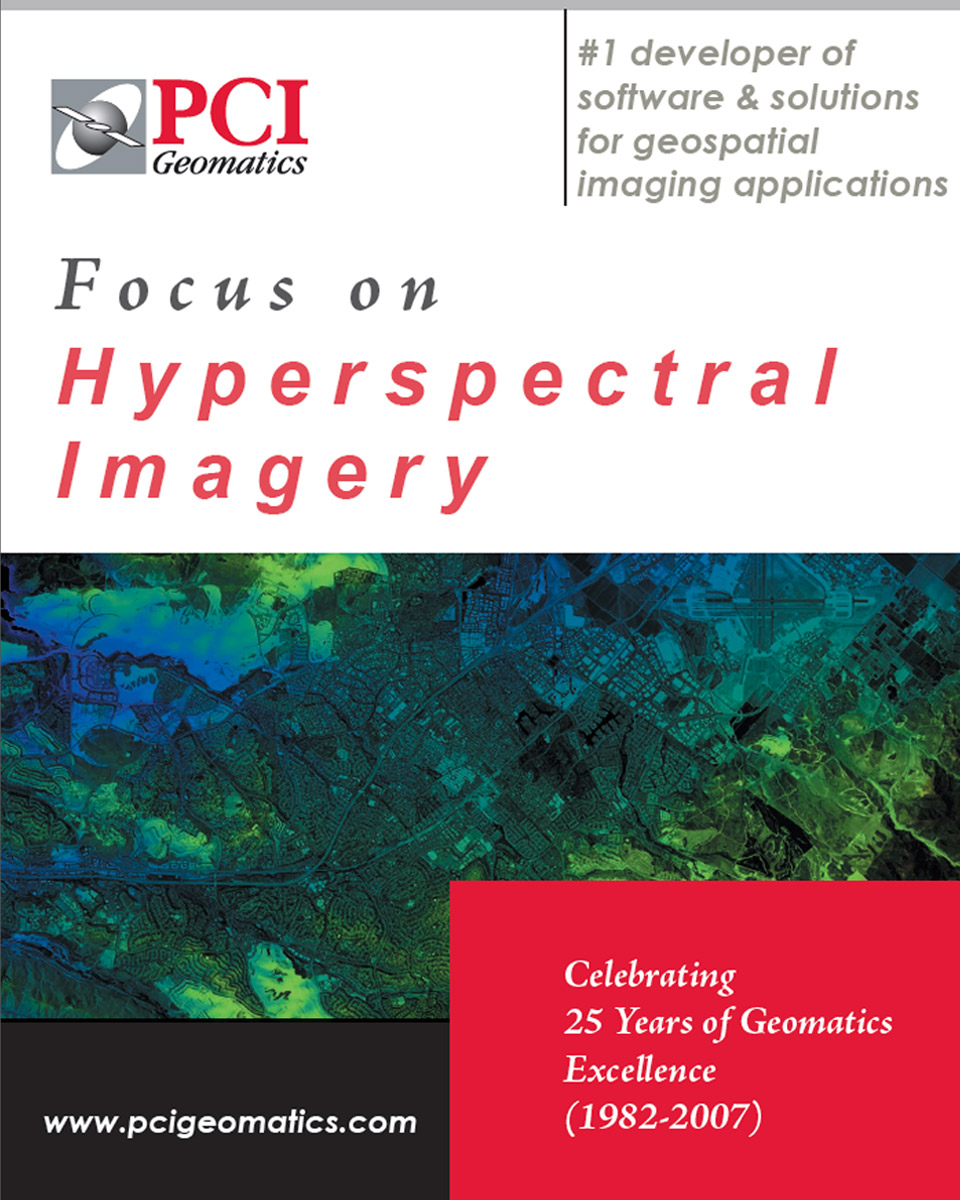 PCI
Geomatics
#1 developer of
software & solutions
for geospatial
imaging applications
Focus on
Hyperspectral
Imagery
Celebrating
25 Years of Geomatics
Excellence
(1982-2007)
www.pcigeomatics.com